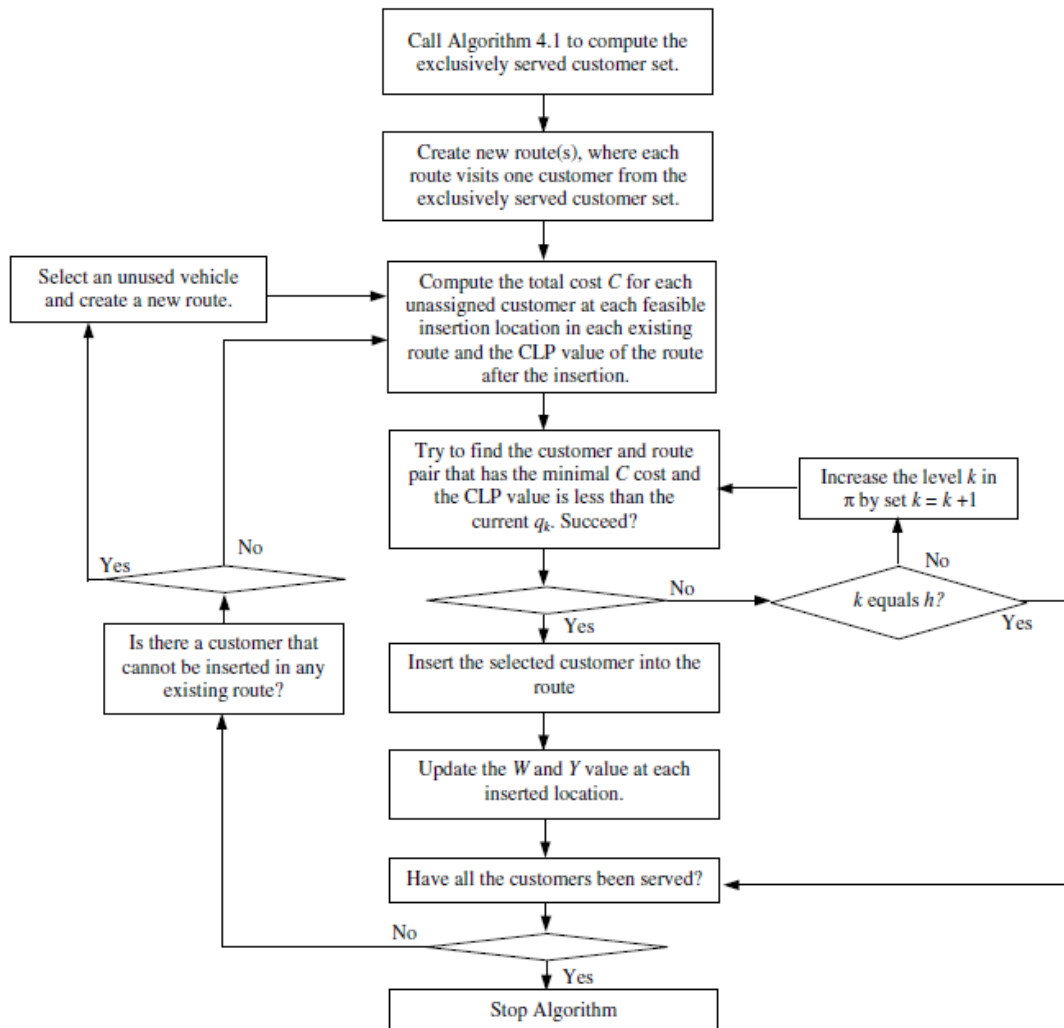 Call Algorithm 4.1 to compute the
exclusively served customer set.
Create new route(s), where each
route visits one customer from the
exclusively served customer set.
Select an unused vehicle
and create a new route.
Compute the total cost C for each
unassigned customer at each feasible
insertion location in each existing
route and the CLP value of the route
after the insertion.
Try to find the customer and route
pair that has the minimal C cost and
the CLP value is less than the
current qk. Succeed?
Increase the level k in
π by set k = k +1
No
Yes
No
No
k equals h?
Yes
Yes
Is there a customer that
cannot be inserted in any
existing route?
Insert the selected customer into the
route
Update the W and Y value at each
inserted location.
Have all the customers been served?
No
Yes
Stop Algorithm